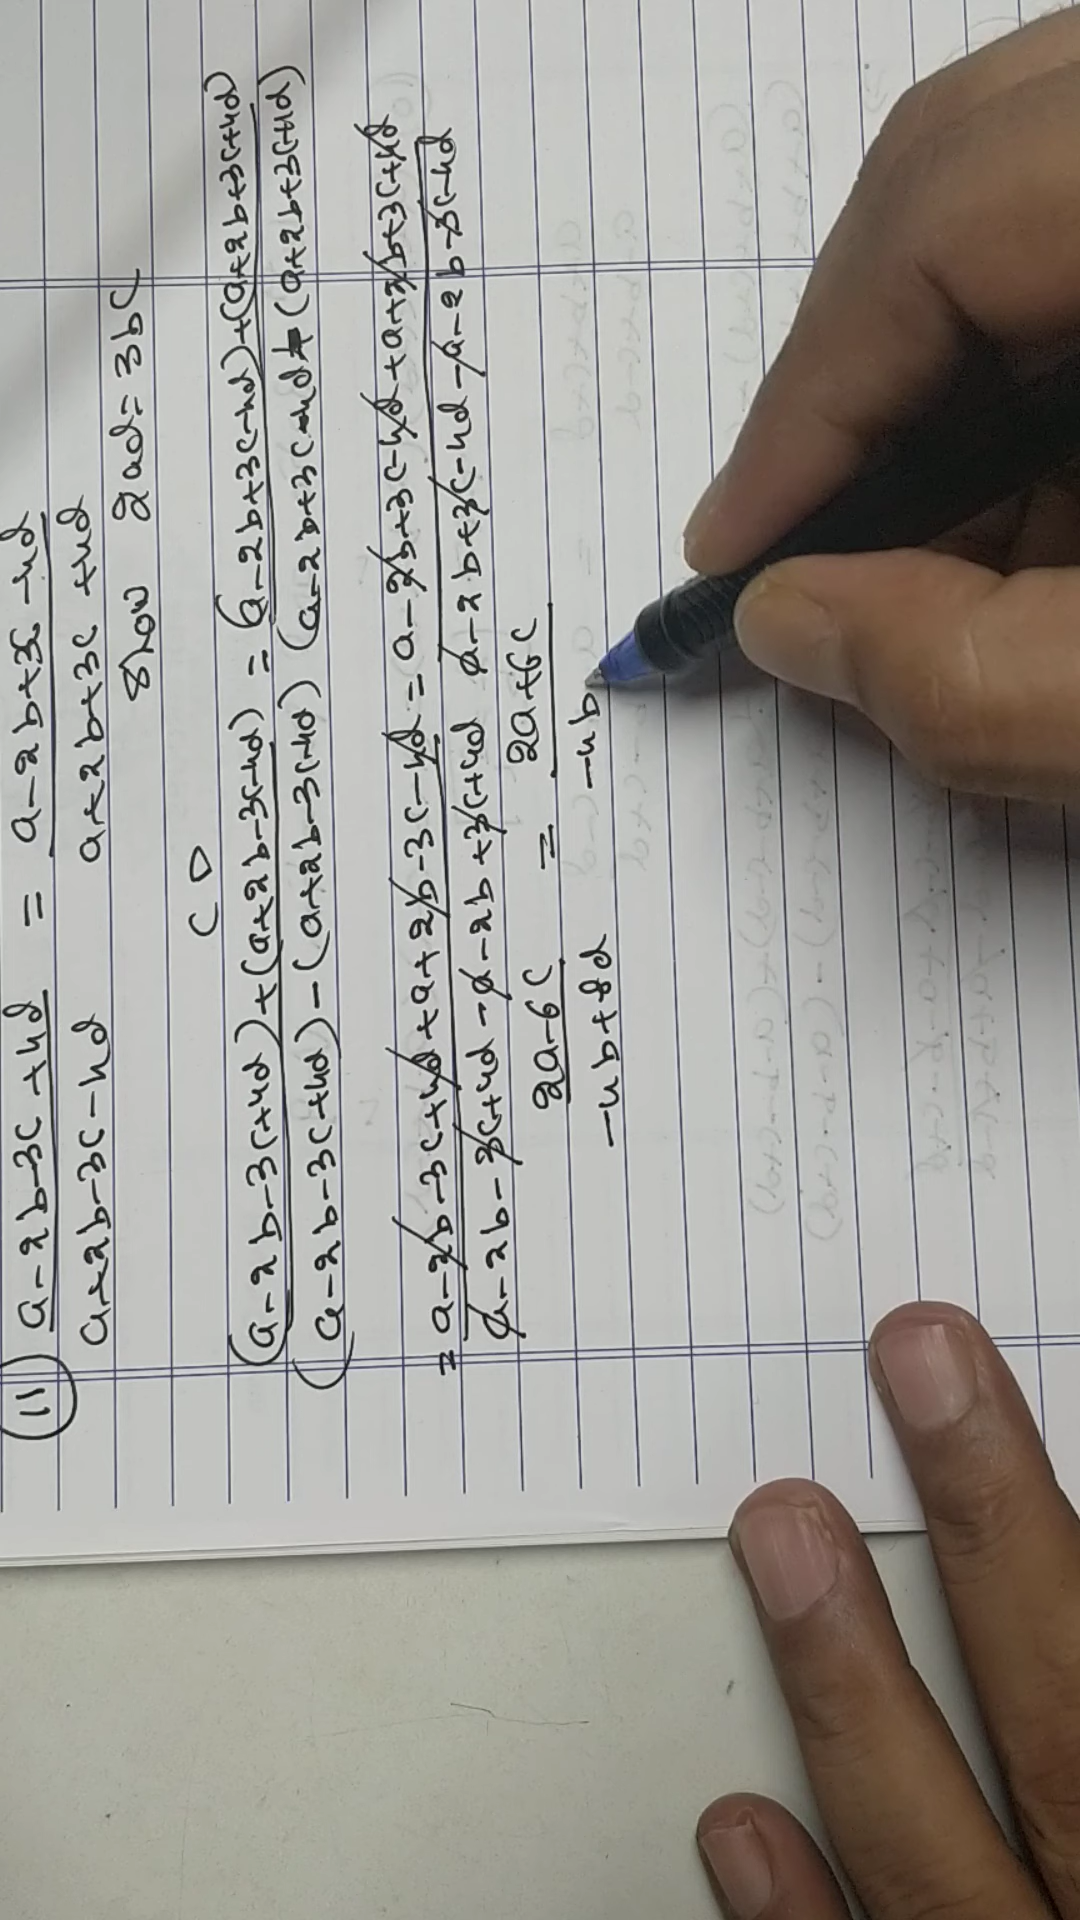 (11) a-2b-3c+4d / a+2b-3c-4d = a-2b+3c-4d / a+2b+3c+4d
show 2ad=3bc
C D
(a-2b-3c+4d)+(a+2b-3c-4d) / (a-2b-3c+4d)-(a+2b-3c-4d) = (a-2b+3c-4d)+(a+2b+3c+4d) / (a-2b+3c-4d)-(a+2b+3c+4d)
= a-2b-3c+4d+a+2b-3c-4d / a-2b-3c+4d-a-2b+3c+4d = a-2b+3c-4d+a+2b+3c+4d / a-2b+3c-4d-a-2b-3c-4d
2a-6c / -4b+8d = 2a+6c / -4b